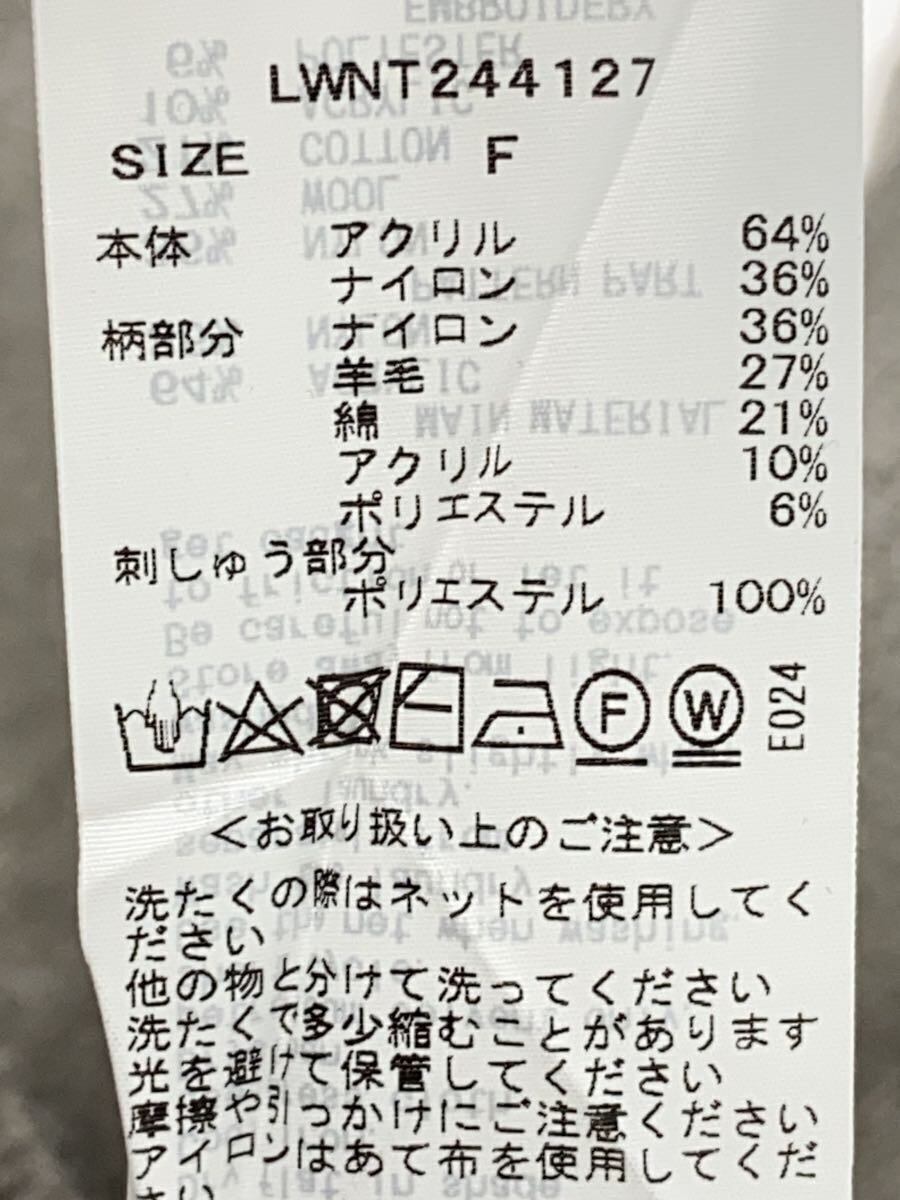 LWNT244127
SIZE F
本体 アクリル 64%
ナイロン 36%
柄部分 ナイロン 36%
羊毛 27%
綿 21%
アクリル 10%
ポリエステル 6%
刺しゅう部分
ポリエステル 100%
F W E024
<お取り扱い上のご注意>
洗たくの際はネットを使用してく
ださい
他の物と分けて洗ってください
洗たくで多少縮むことがあります
光を避けて保管してください
摩擦や引っかけにご注意ください
アイロンはあて布を使用してくだ
さい